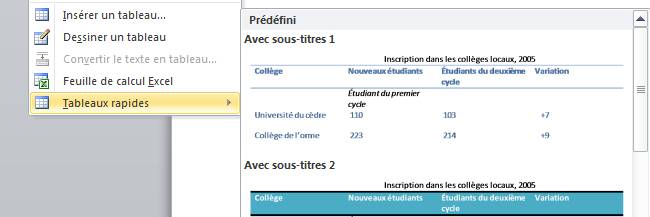 Insérer un tableau...
Dessiner un tableau
Convertir le texte en tableau...
Feuille de calcul Excel
Tableaux rapides
Prédéfini
Avec sous-titres 1
Inscription dans les collèges locaux, 2005
Collège Nouveaux étudiants Étudiants du deuxième cycle Variation
Étudiant du premier cycle
Université du cèdre 110 103 +7
Collège de l'orme 223 214 +9
Avec sous-titres 2
Inscription dans les collèges locaux, 2005
Collège Nouveaux étudiants Étudiants du deuxième cycle Variation